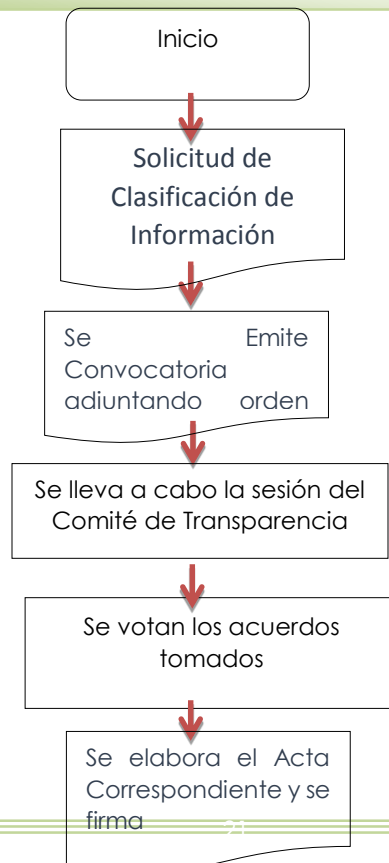 Inicio
Solicitud de
Clasificación de
Información
Se Emite
Convocatoria
adjuntando orden
Se lleva a cabo la sesión del
Comité de Transparencia
Se votan los acuerdos
tomados
Se elabora el Acta
Correspondiente y se
firma